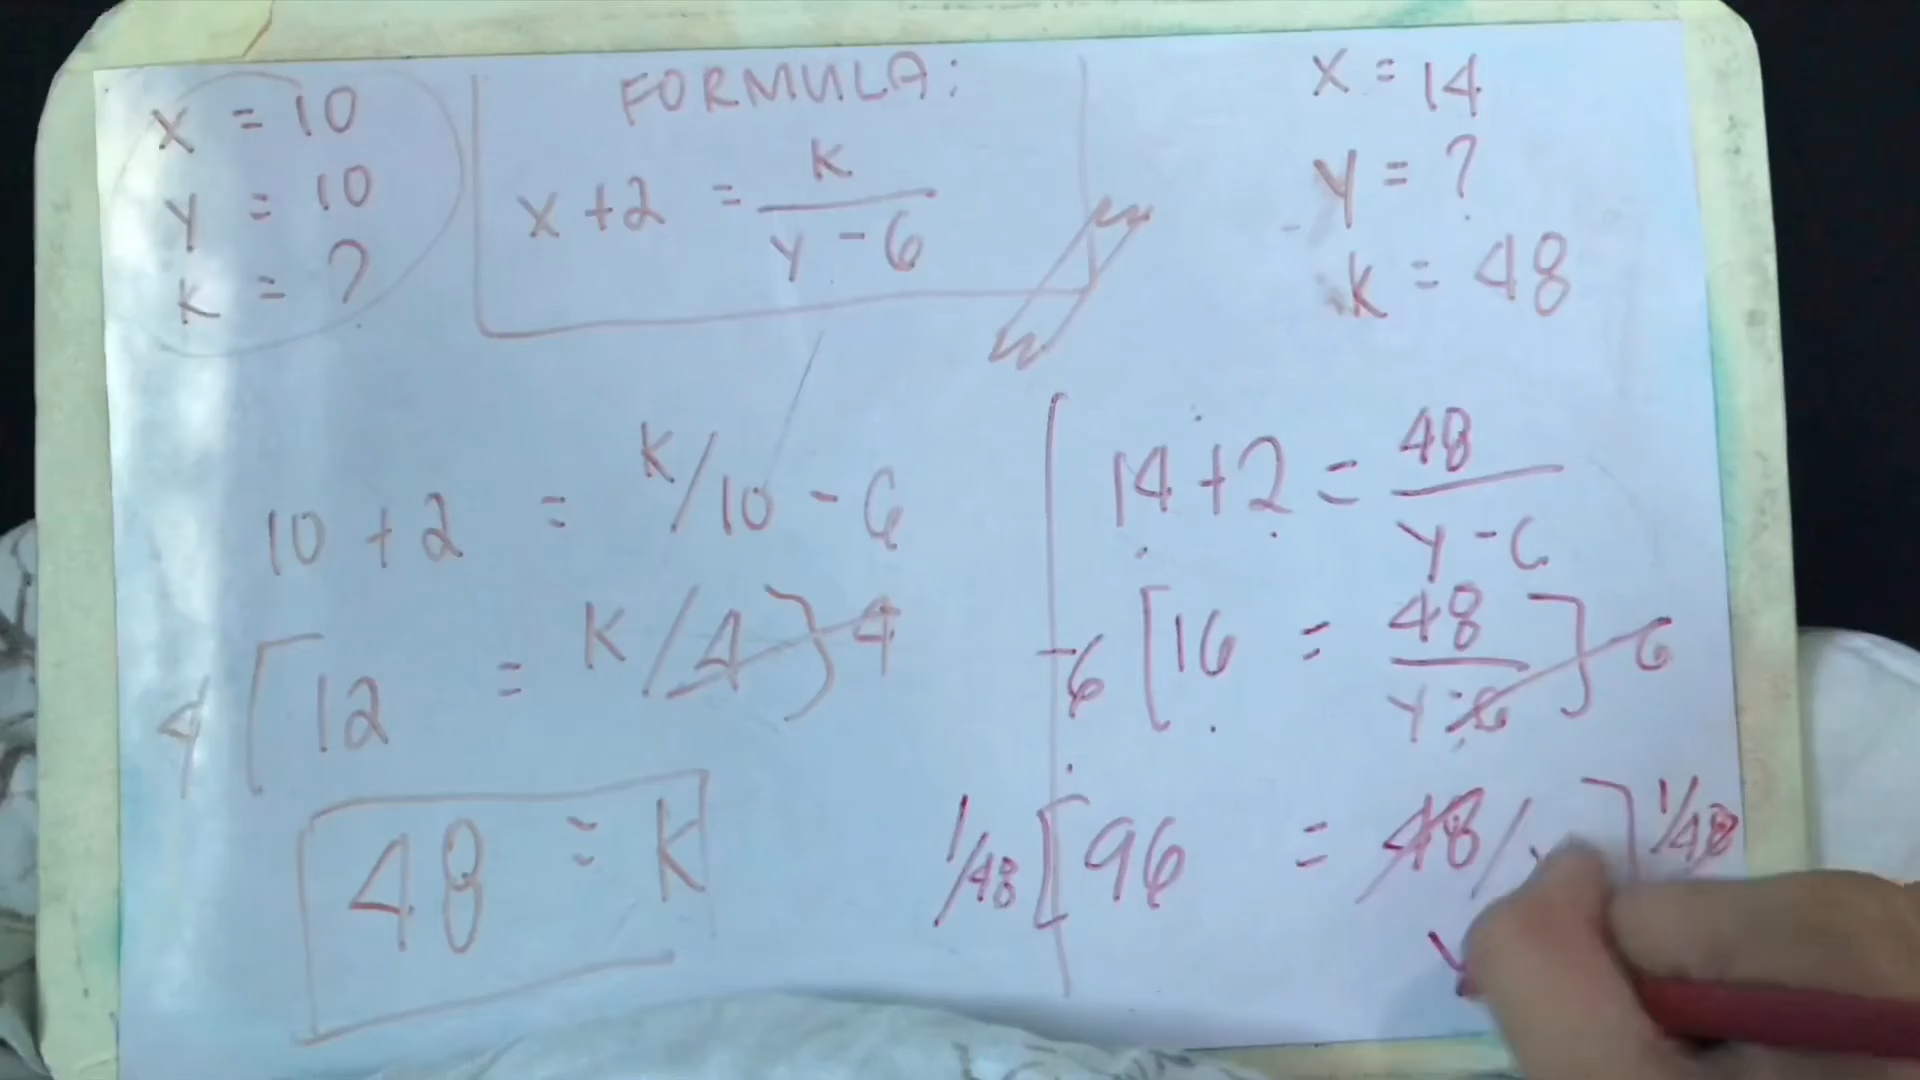 x = 10
y = 10
k = ?
FORMULA:
x + 2 = k
y - 6
x = 14
y = ?
k = 48
10 + 2 = k/10 - 6
4 [12 = k/4] 4
48 = k
14 + 2 = 48
y - 6
-6 [16 = 48
y - 6] 6
1/48 [96 = 48/y] 1/48
y